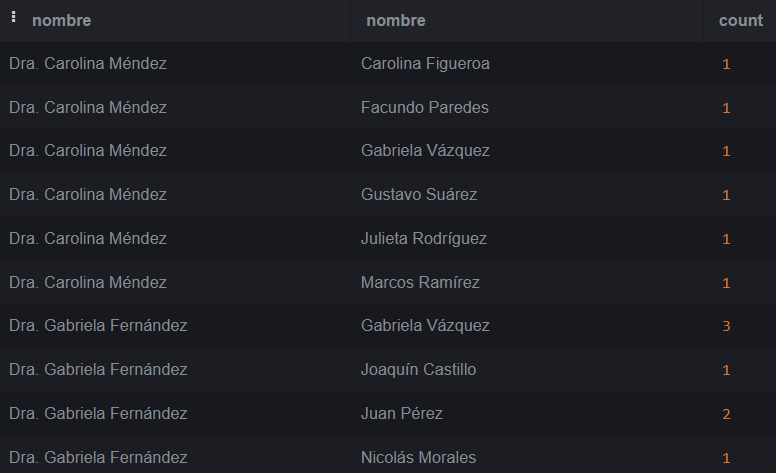 nombre nombre count
Dra. Carolina Méndez Carolina Figueroa 1
Dra. Carolina Méndez Facundo Paredes 1
Dra. Carolina Méndez Gabriela Vázquez 1
Dra. Carolina Méndez Gustavo Suárez 1
Dra. Carolina Méndez Julieta Rodríguez 1
Dra. Carolina Méndez Marcos Ramírez 1
Dra. Gabriela Fernández Gabriela Vázquez 3
Dra. Gabriela Fernández Joaquín Castillo 1
Dra. Gabriela Fernández Juan Pérez 2
Dra. Gabriela Fernández Nicolás Morales 1